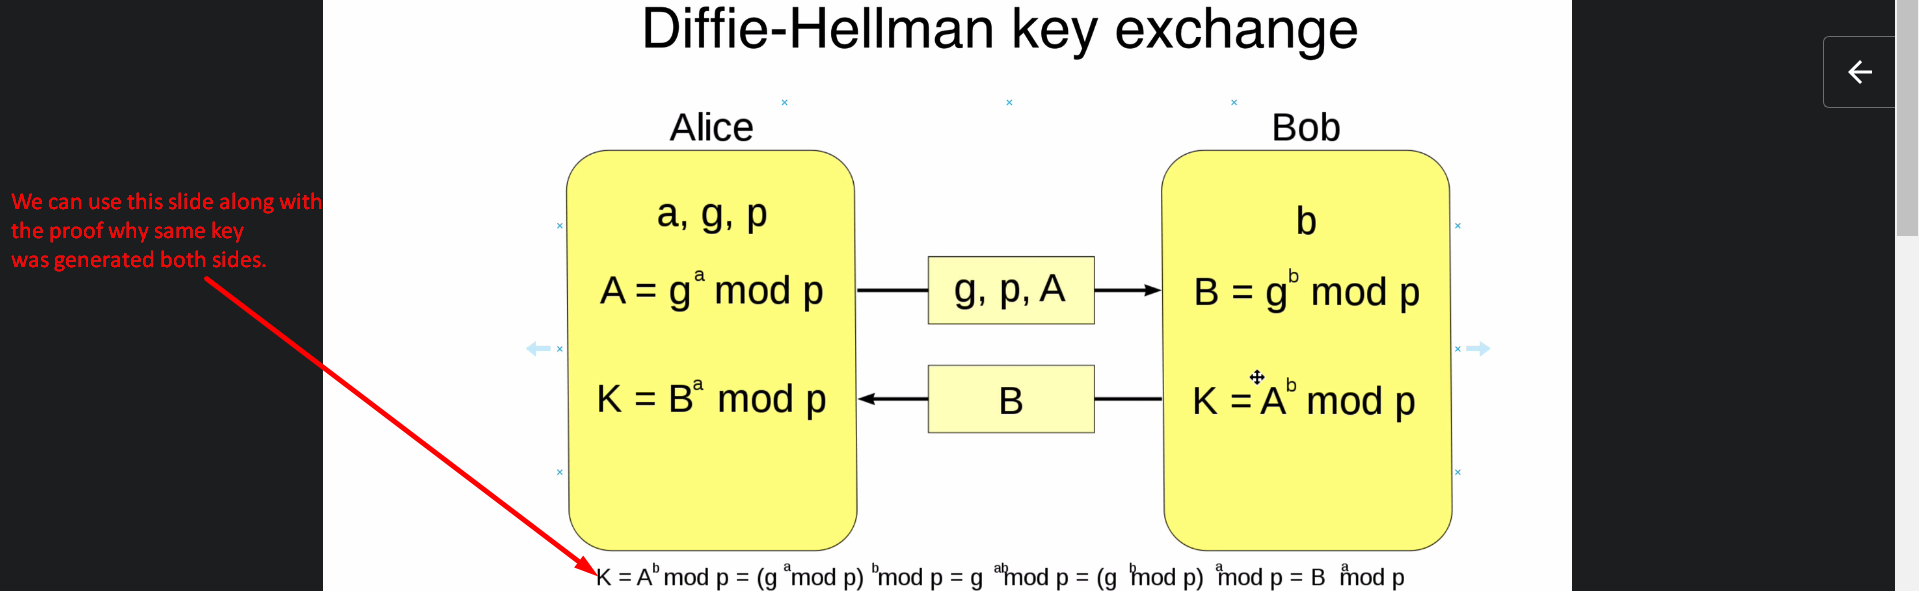 Diffie-Hellman key exchange
Alice
Bob
We can use this slide along with
the proof why same key
was generated both sides.
a, g, p
b
A = g^a mod p
g, p, A
B = g^b mod p
K = B^a mod p
B
K = A^b mod p
K = A^b mod p = (g^a mod p)^b mod p = g^ab mod p = (g^b mod p)^a mod p = B^a mod p